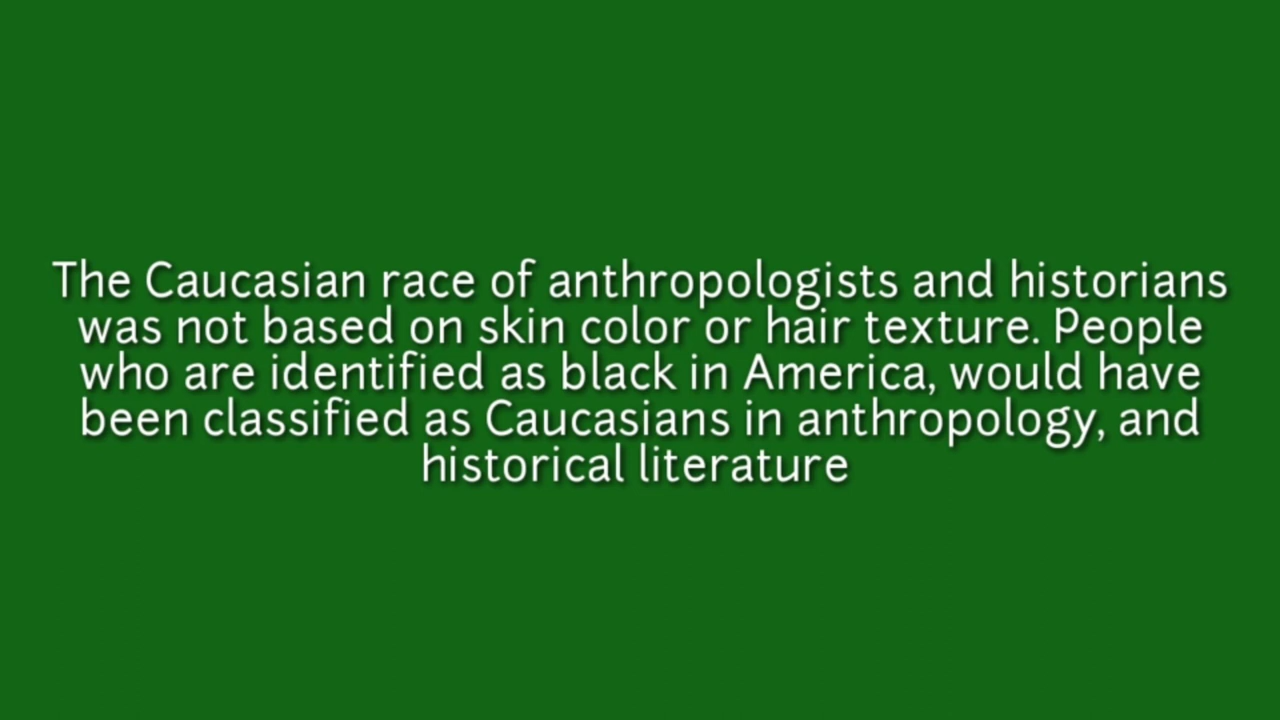 The Caucasian race of anthropologists and historians
was not based on skin color or hair texture. People
who are identified as black in America, would have
been classified as Caucasians in anthropology, and
historical literature